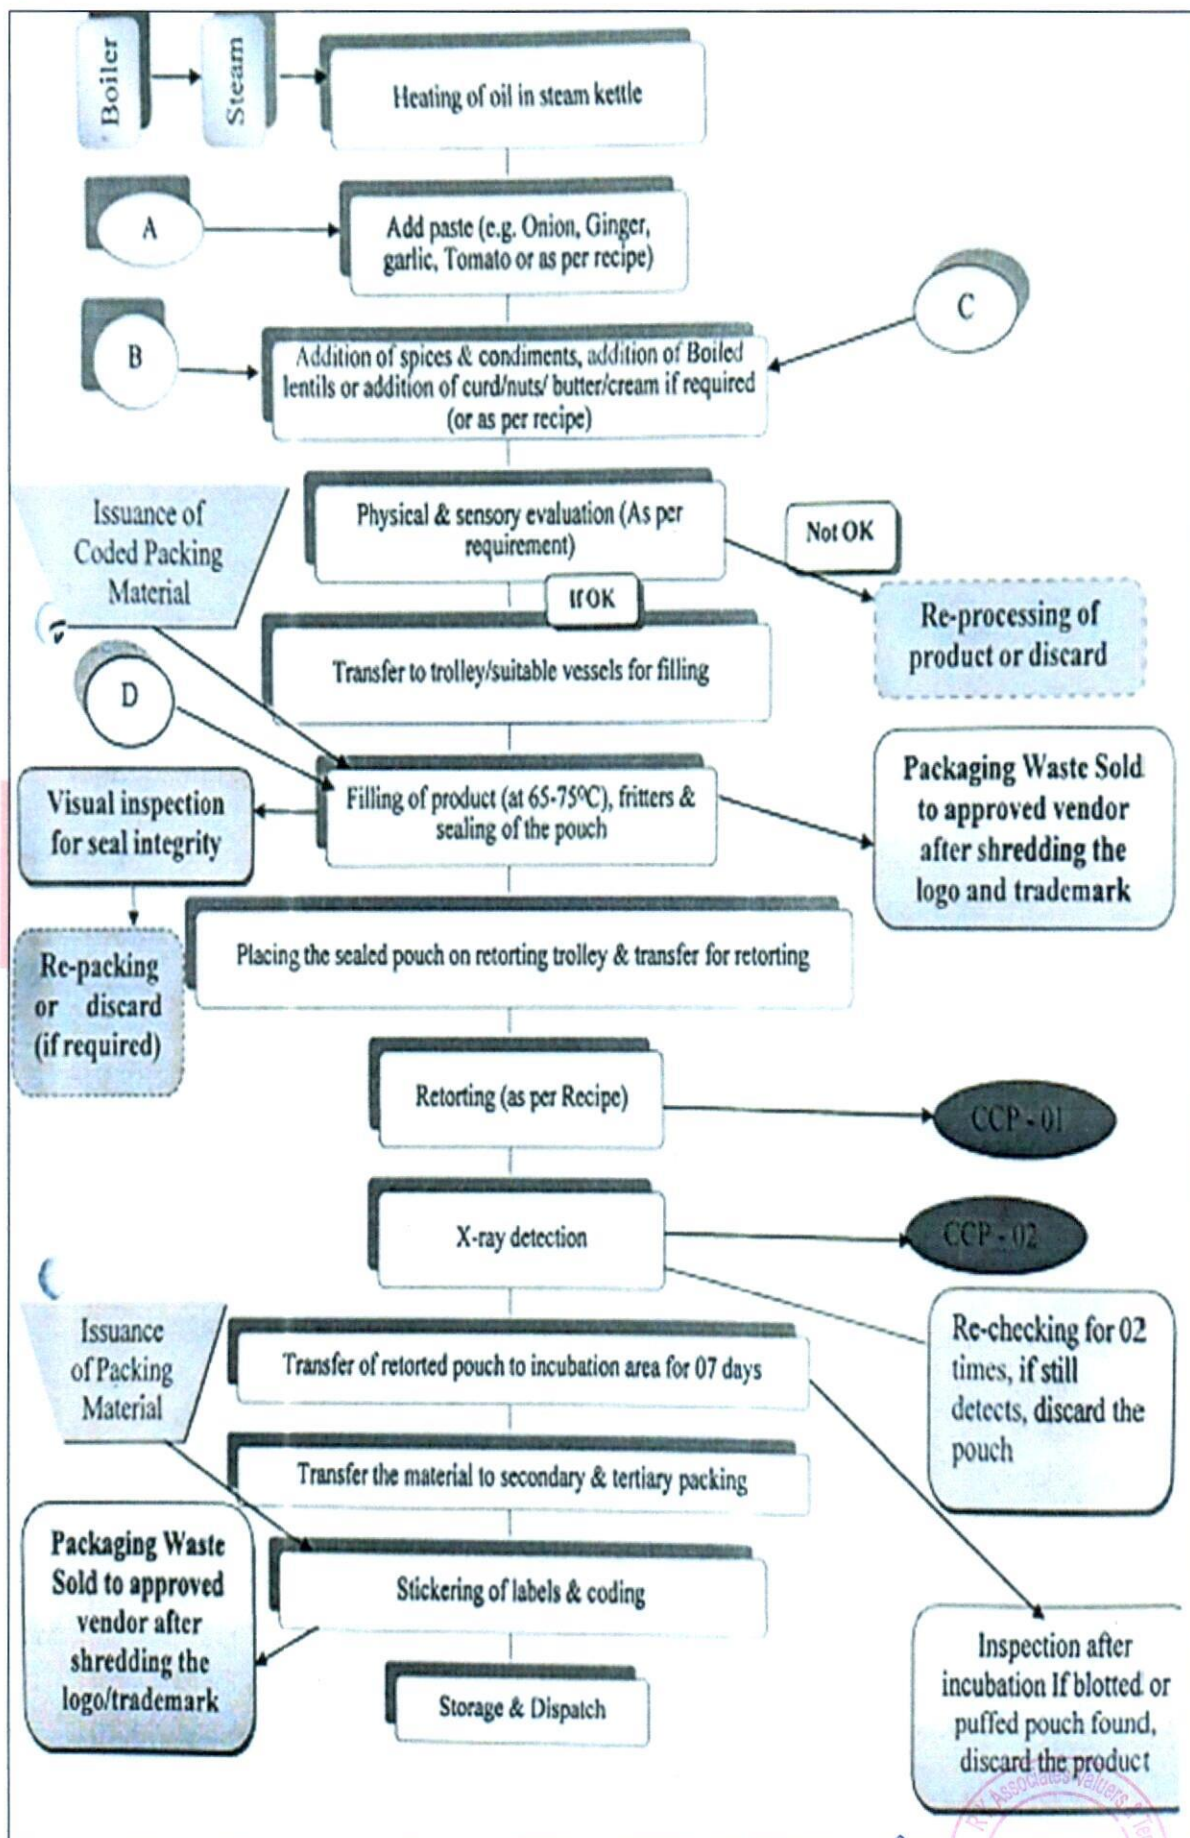 Boiler
Steam
Heating of oil in steam kettle
A
Add paste (e.g. Onion, Ginger,
garlic, Tomato or as per recipe)
B
C
Addition of spices & condiments, addition of Boiled
lentils or addition of curd/nuts/ butter/cream if required
(or as per recipe)
Issuance of
Coded Packing
Material
Physical & sensory evaluation (As per
requirement)
Not OK
If OK
Re-processing of
product or discard
Transfer to trolley/suitable vessels for filling
D
Visual inspection
for seal integrity
Filling of product (at 65-75ºC), fritters &
sealing of the pouch
Packaging Waste Sold
to approved vendor
after shredding the
logo and trademark
Re-packing
or discard
(if required)
Placing the sealed pouch on retorting trolley & transfer for retorting
Retorting (as per Recipe)
CCP - 01
X-ray detection
CCP - 02
Issuance
of Packing
Material
Transfer of retorted pouch to incubation area for 07 days
Re-checking for 02
times, if still
detects, discard the
pouch
Transfer the material to secondary & tertiary packing
Packaging Waste
Sold to approved
vendor after
shredding the
logo/trademark
Stickering of labels & coding
Storage & Dispatch
Inspection after
incubation If blotted or
puffed pouch found,
discard the product
Associates Valuers &